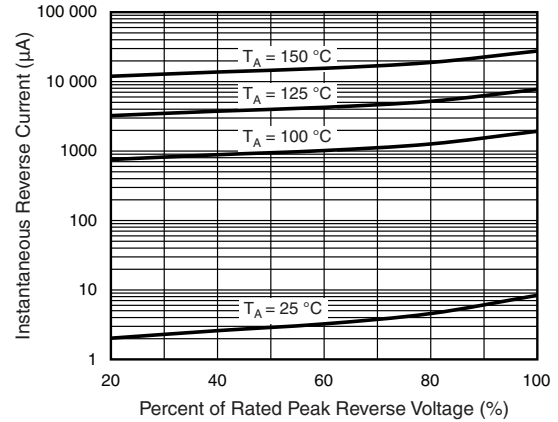 Instantaneous Reverse Current (µA)
100 000
10 000
1000
100
10
1
T_A = 150 °C
T_A = 125 °C
T_A = 100 °C
T_A = 25 °C
20
40
60
80
100
Percent of Rated Peak Reverse Voltage (%)